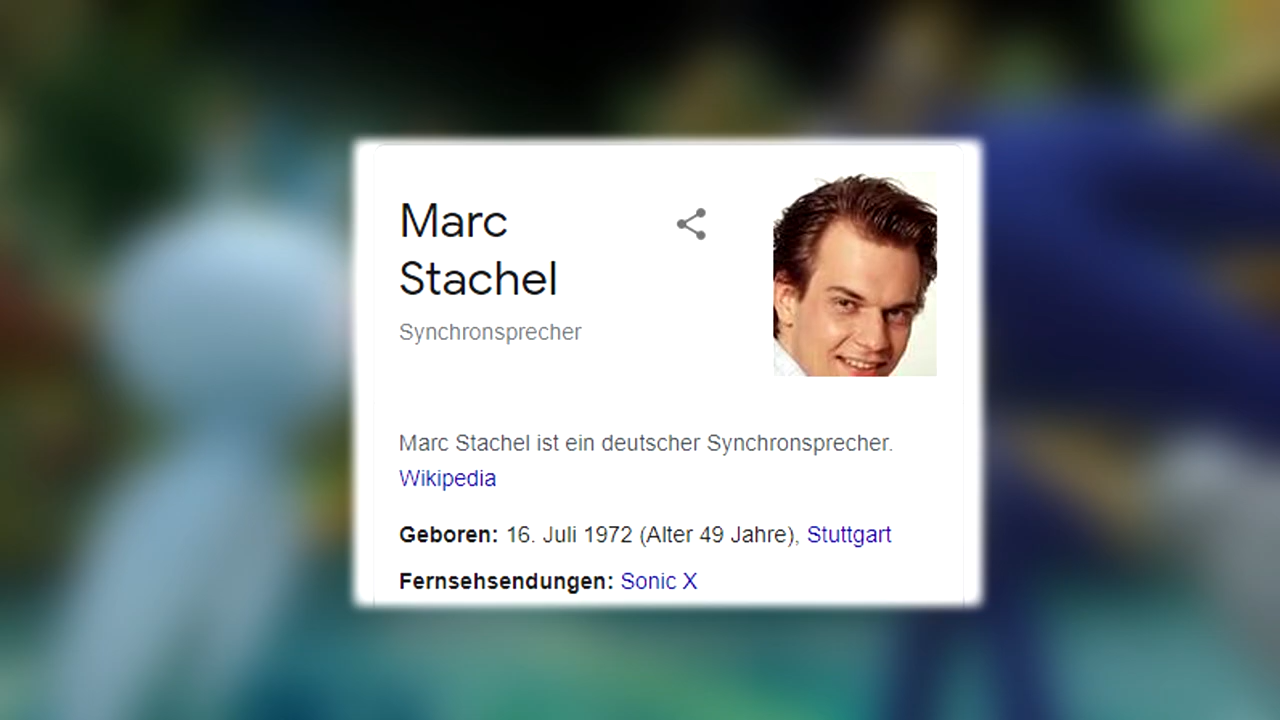 Marc
Stachel
Synchronsprecher
Marc Stachel ist ein deutscher Synchronsprecher.
Wikipedia
Geboren: 16. Juli 1972 (Alter 49 Jahre), Stuttgart
Fernsehsendungen: Sonic X